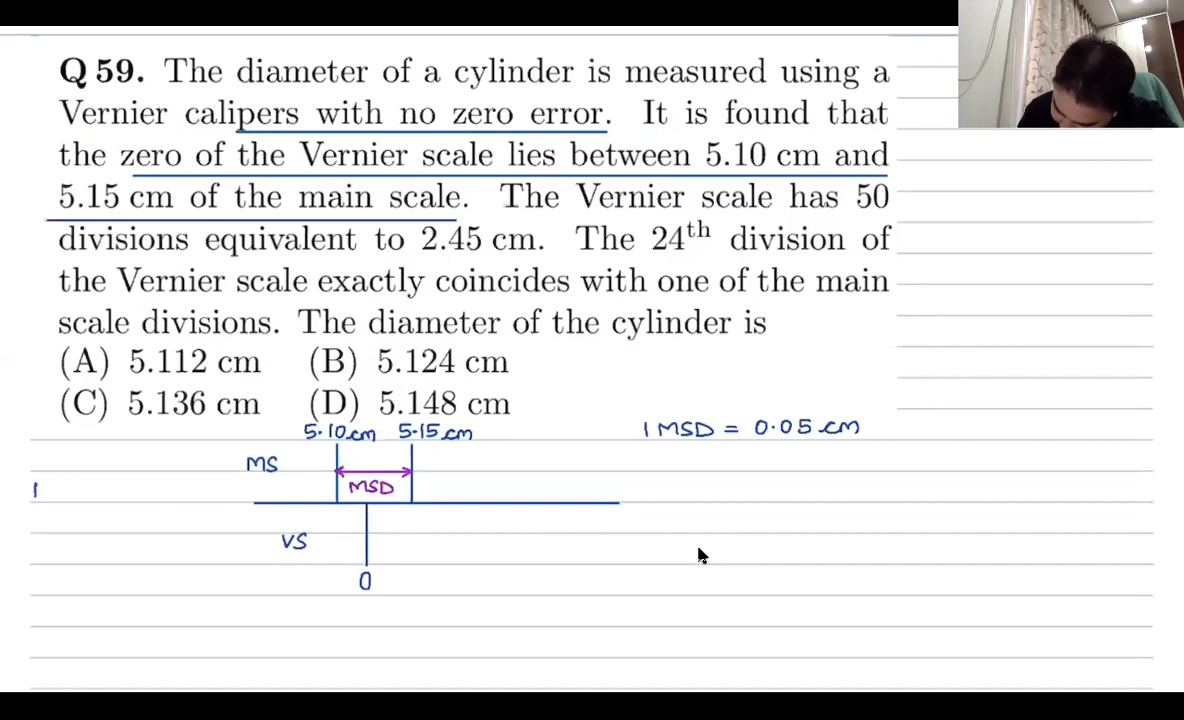 Q 59. The diameter of a cylinder is measured using a
Vernier calipers with no zero error. It is found that
the zero of the Vernier scale lies between 5.10 cm and
5.15 cm of the main scale. The Vernier scale has 50
divisions equivalent to 2.45 cm. The 24th division of
the Vernier scale exactly coincides with one of the main
scale divisions. The diameter of the cylinder is
(A) 5.112 cm (B) 5.124 cm
(C) 5.136 cm (D) 5.148 cm
5.10 cm 5.15 cm
1 MSD = 0.05 cm
MS
MSD
1
VS
0